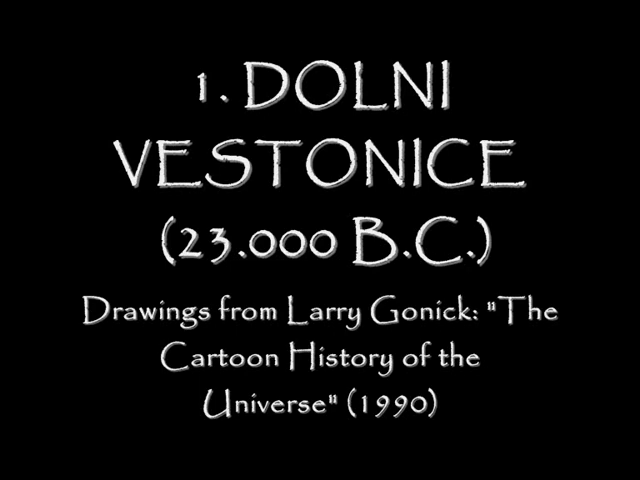 1. DOLNI
VESTONICE
(23.000 B.C.)
Drawings from Larry Gonick: "The
Cartoon History of the
Universe" (1990)